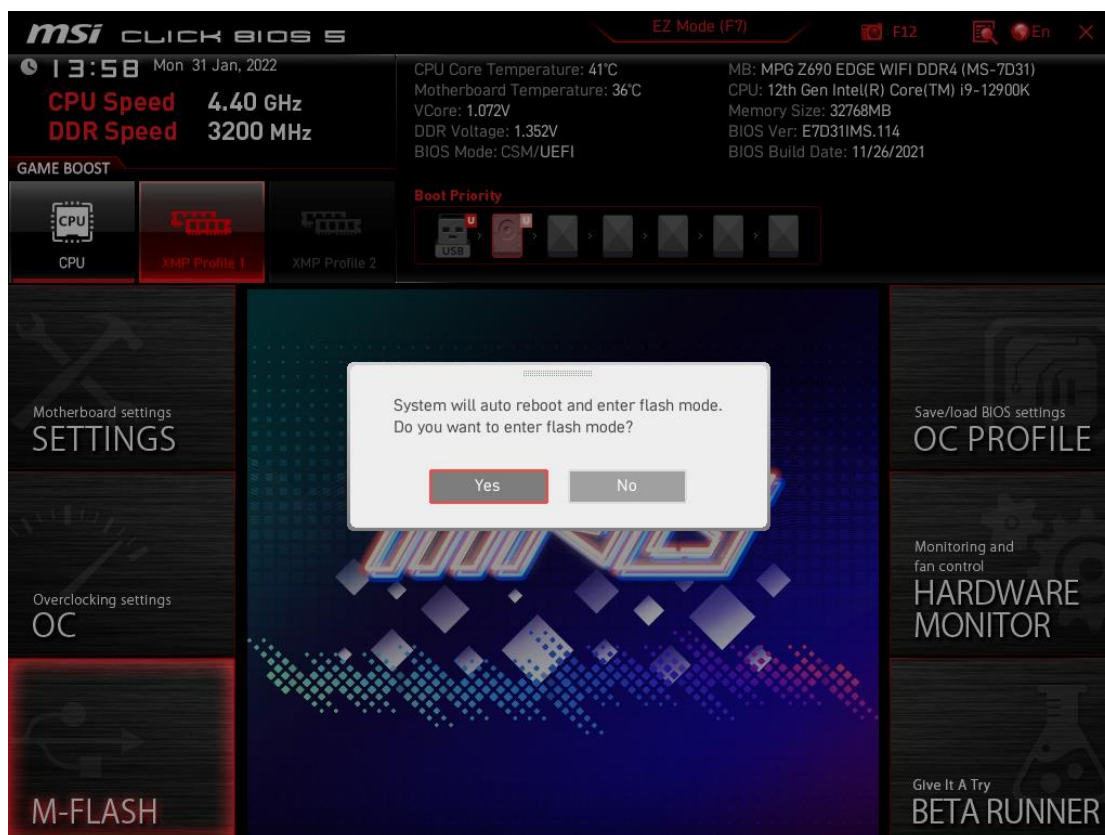 msi CLICK BIOS 5
EZ Mode (F7)
F12
En
13:58 Mon 31 Jan, 2022
CPU Speed 4.40 GHz
DDR Speed 3200 MHz
CPU Core Temperature: 41°C
Motherboard Temperature: 36°C
VCore: 1.072V
DDR Voltage: 1.352V
BIOS Mode: CSM/UEFI
MB: MPG Z690 EDGE WIFI DDR4 (MS-7D31)
CPU: 12th Gen Intel(R) Core(TM) i9-12900K
Memory Size: 32768MB
BIOS Ver: E7D31IMS.114
BIOS Build Date: 11/26/2021
GAME BOOST
CPU
CPU
XMP Profile 1
XMP Profile 2
Boot Priority
U
U
USB
Motherboard settings
SETTINGS
Overclocking settings
OC
M-FLASH
System will auto reboot and enter flash mode.
Do you want to enter flash mode?
Yes
No
Save/load BIOS settings
OC PROFILE
Monitoring and
fan control
HARDWARE
MONITOR
Give It A Try
BETA RUNNER